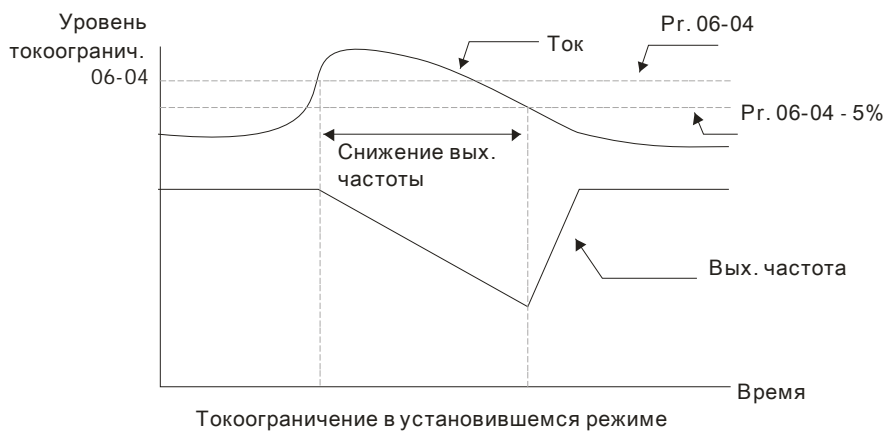 Уровень
токоогранич.
06-04
Ток
Pr. 06-04
Pr. 06-04 - 5%
Снижение вых.
частоты
Вых. частота
Время
Токоограничение в установившемся режиме